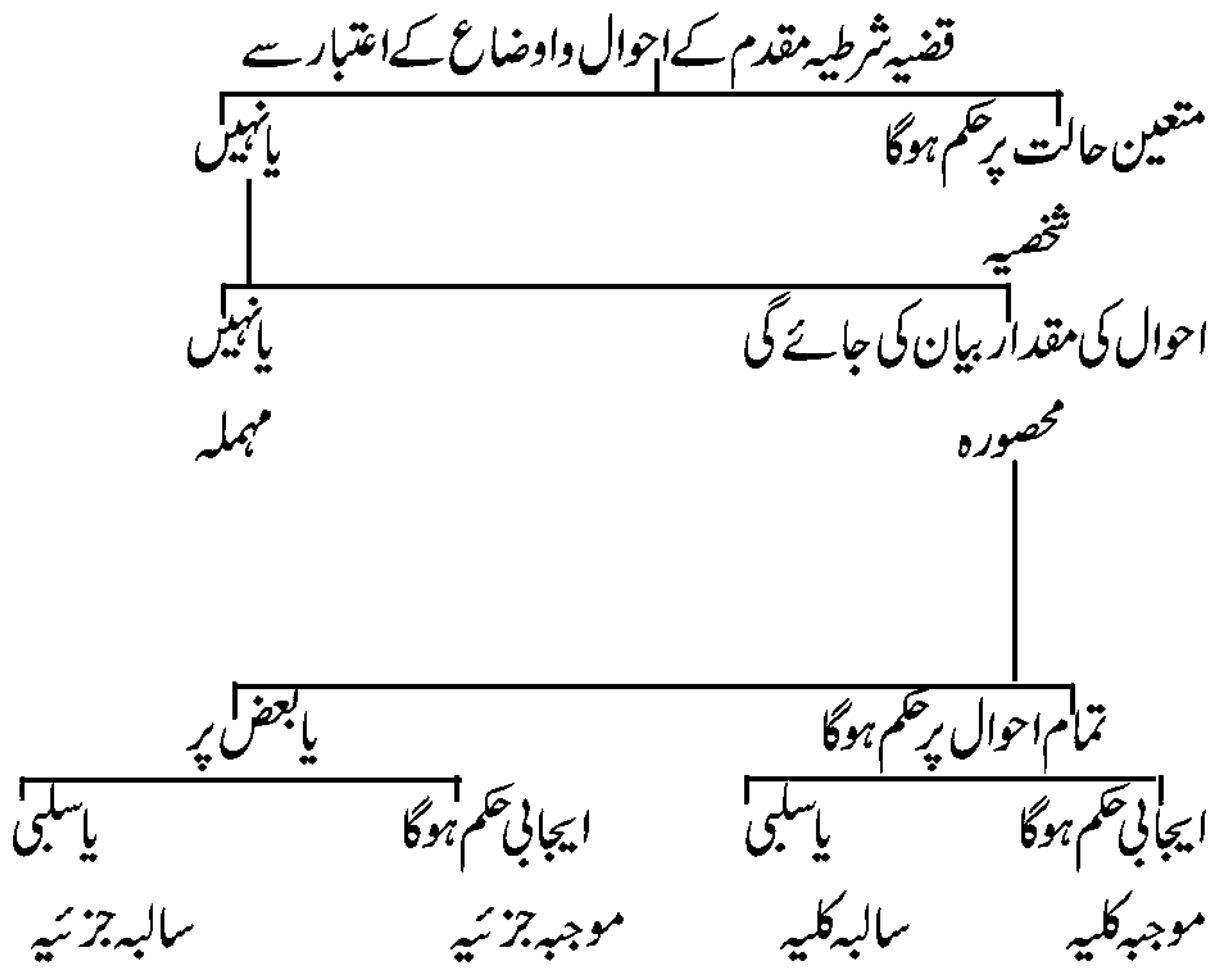 قضیہ شرطیہ مقدم کے احوال و اوضاع کے اعتبار سے
متعین حالت پر حکم ہوگا یا نہیں
شخصیہ
احوال کی مقدار بیان کی جائے گی یا نہیں
محصورہ مہملہ
تمام احوال پر حکم ہوگا یا بعض پر
ایجابی حکم ہوگا یا سلبی ایجابی حکم ہوگا یا سلبی
موجبہ کلیہ سالبہ کلیہ موجبہ جزئیہ سالبہ جزئیہ